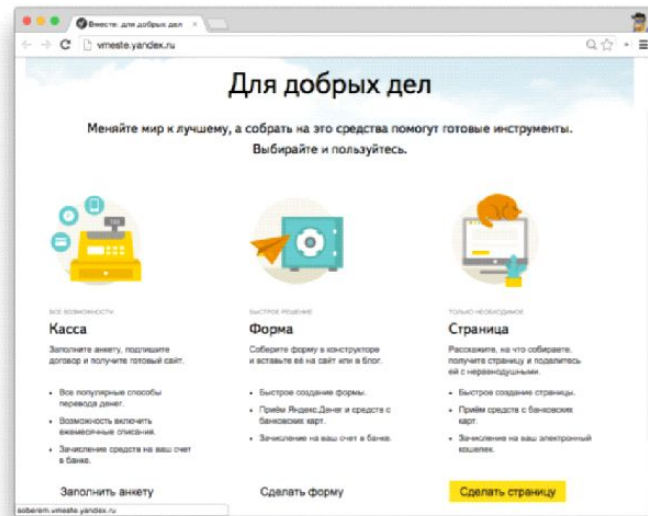 Вместе: для добрых дел
vmeste.yandex.ru
Для добрых дел
Меняйте мир к лучшему, а собрать на это средства помогут готовые инструменты.
Выбирайте и пользуйтесь.
ВСЕ ВОЗМОЖНОСТИ
Касса
Заполните анкету, подпишите
договор и получите готовый сайт.
• Все популярные способы
перевода денег.
• Возможность включить
ежемесячные списания.
• Зачисление средств на ваш счет
в банке.
Заполнить анкету
БЫСТРОЕ РЕШЕНИЕ
Форма
Соберите форму в конструкторе
и вставьте её на сайт или в блог.
• Быстрое создание формы.
• Приём Яндекс.Денег и средств с
банковских карт.
• Зачисление на ваш счет в банке.
Сделать форму
ТОЛЬКО НЕОБХОДИМОЕ
Страница
Расскажите, на что собираете,
получите страницу и поделитесь
ей с неравнодушными.
• Быстрое создание страницы.
• Приём средств с банковских
карт.
• Зачисление на ваш электронный
кошелек.
Сделать страницу
soberem.vmeste.yandex.ru